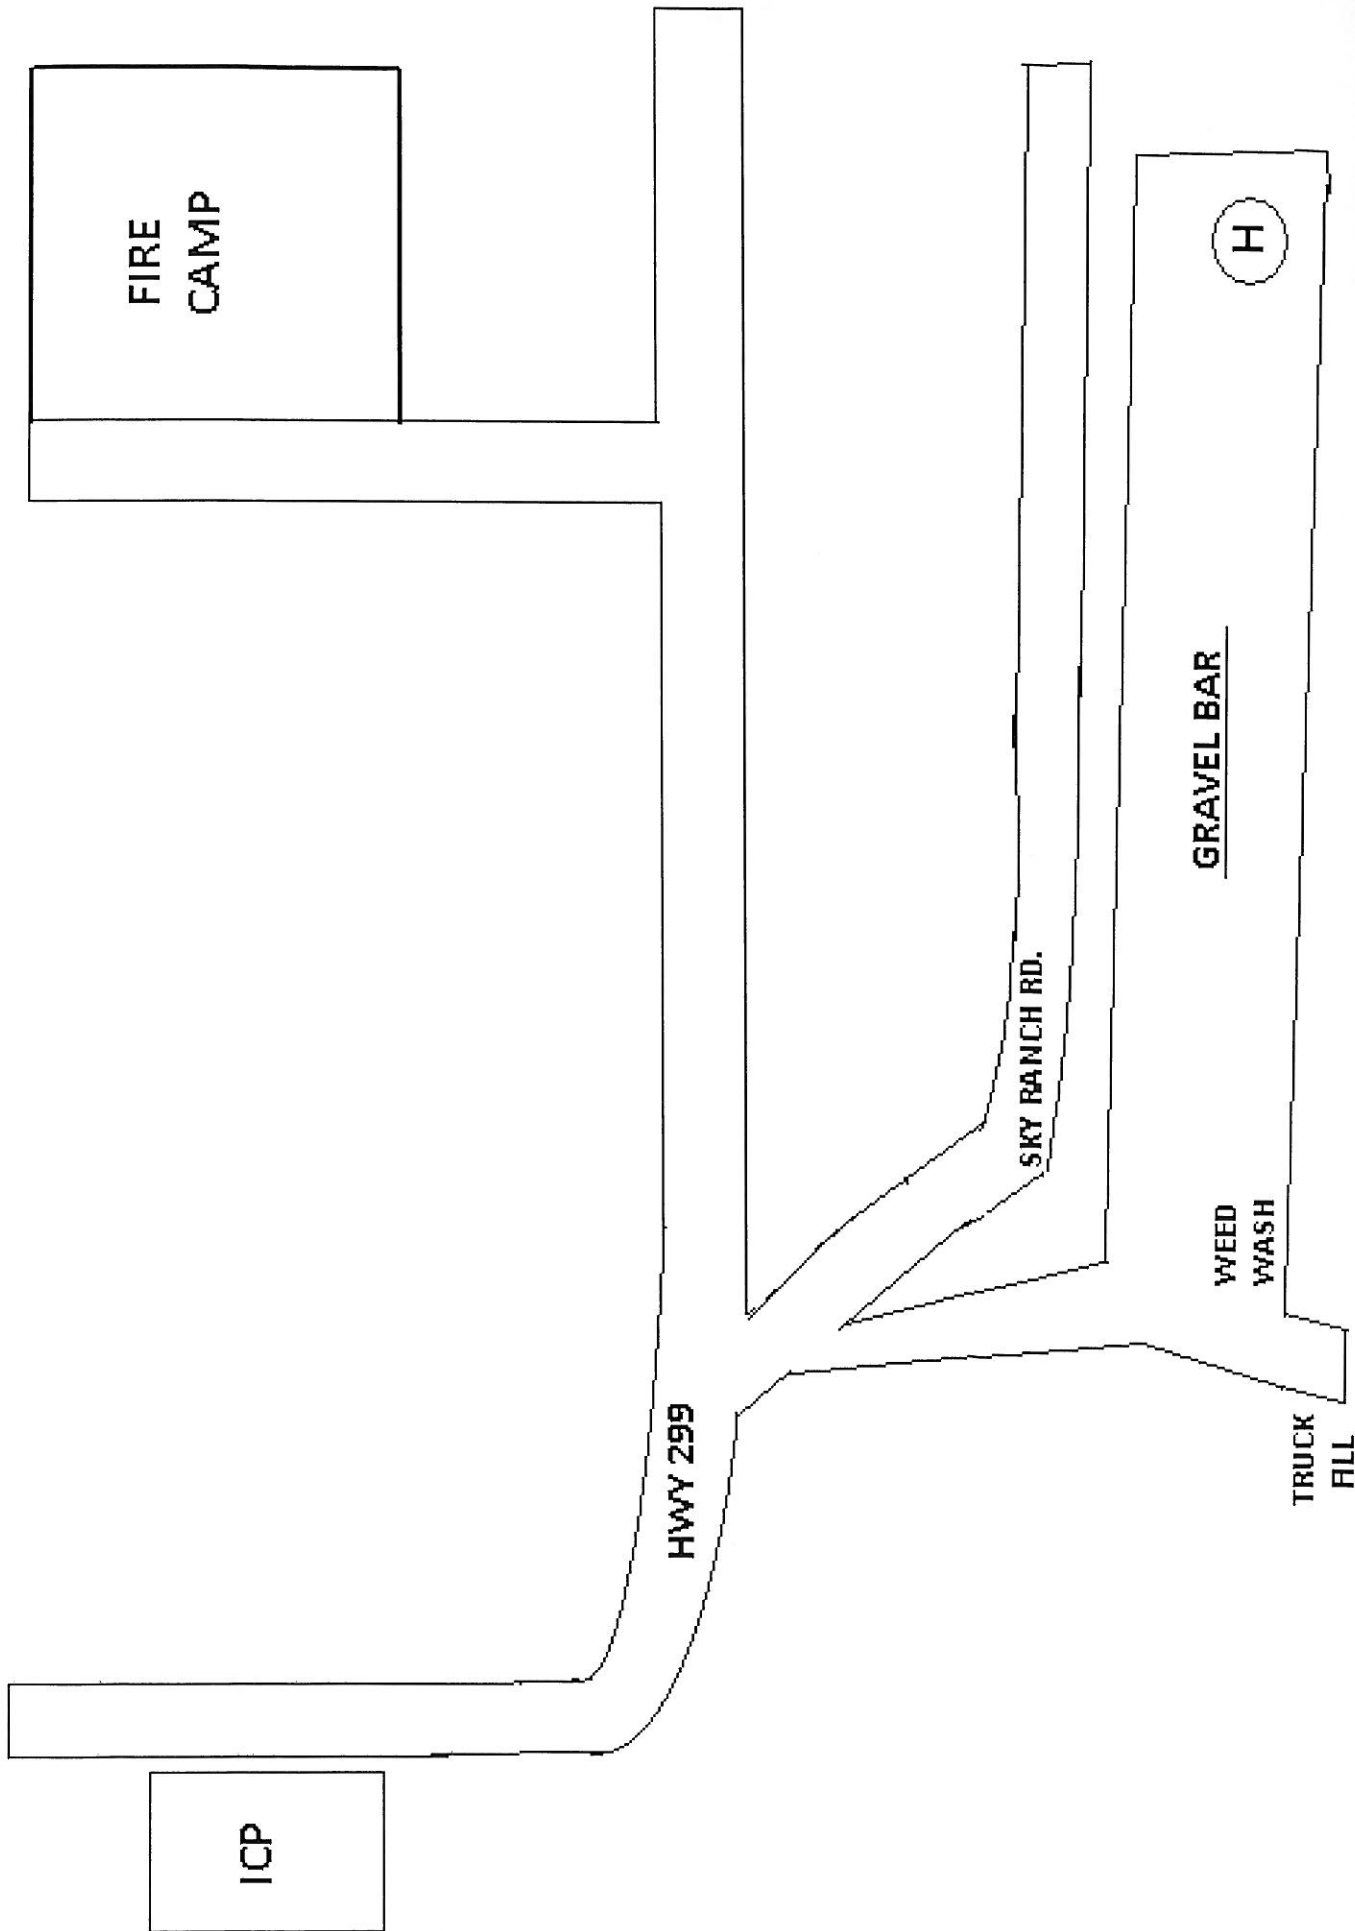 FIRE
CAMP
ICP
HWY 299
SKY RANCH RD.
GRAVEL BAR
H
WEED
WASH
TRUCK
FILL